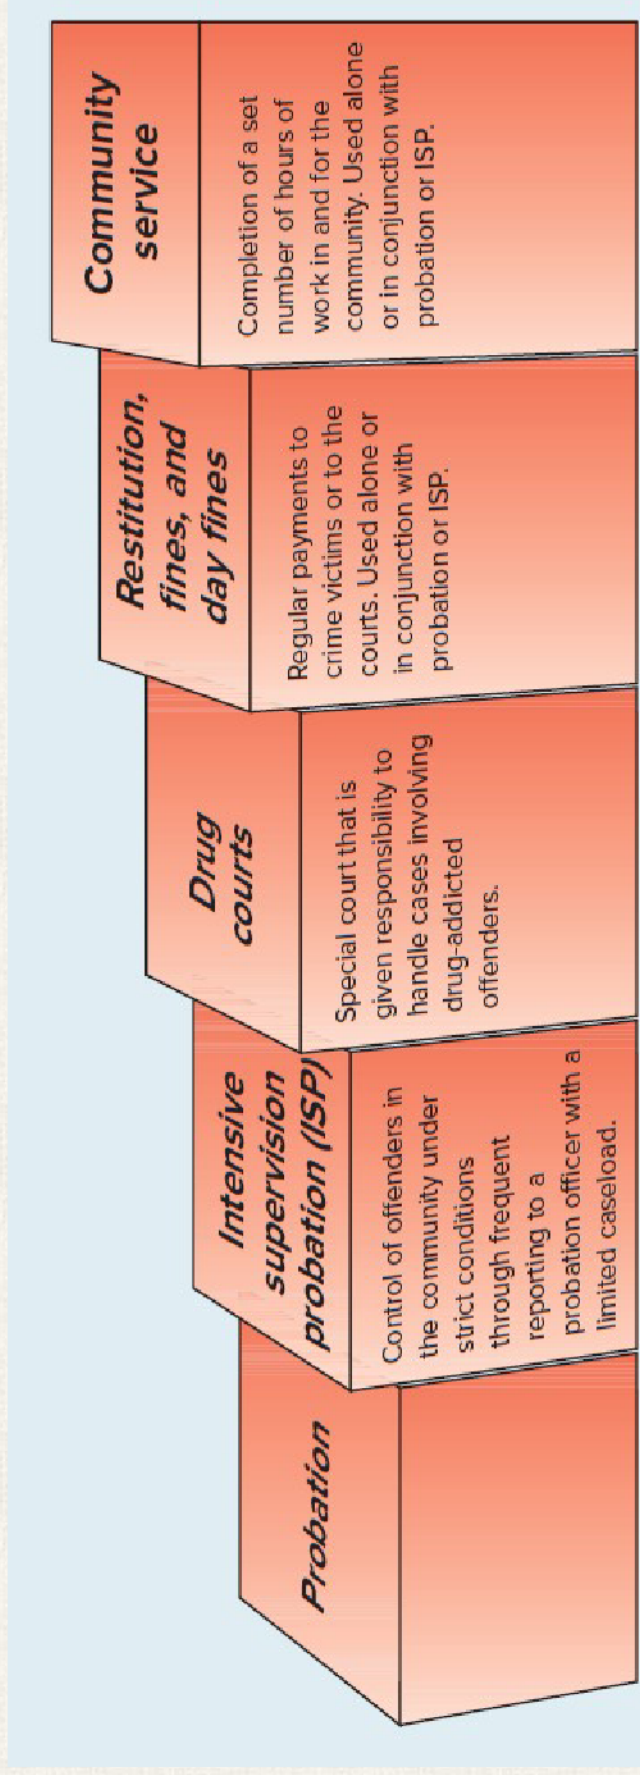 Probation
Intensive
supervision
probation (ISP)
Control of offenders in
the community under
strict conditions
through frequent
reporting to a
probation officer with a
limited caseload.
Drug
courts
Special court that is
given responsibility to
handle cases involving
drug-addicted
offenders.
Restitution,
fines, and
day fines
Regular payments to
crime victims or to the
courts. Used alone or
in conjunction with
probation or ISP.
Community
service
Completion of a set
number of hours of
work in and for the
community. Used alone
or in conjunction with
probation or ISP.